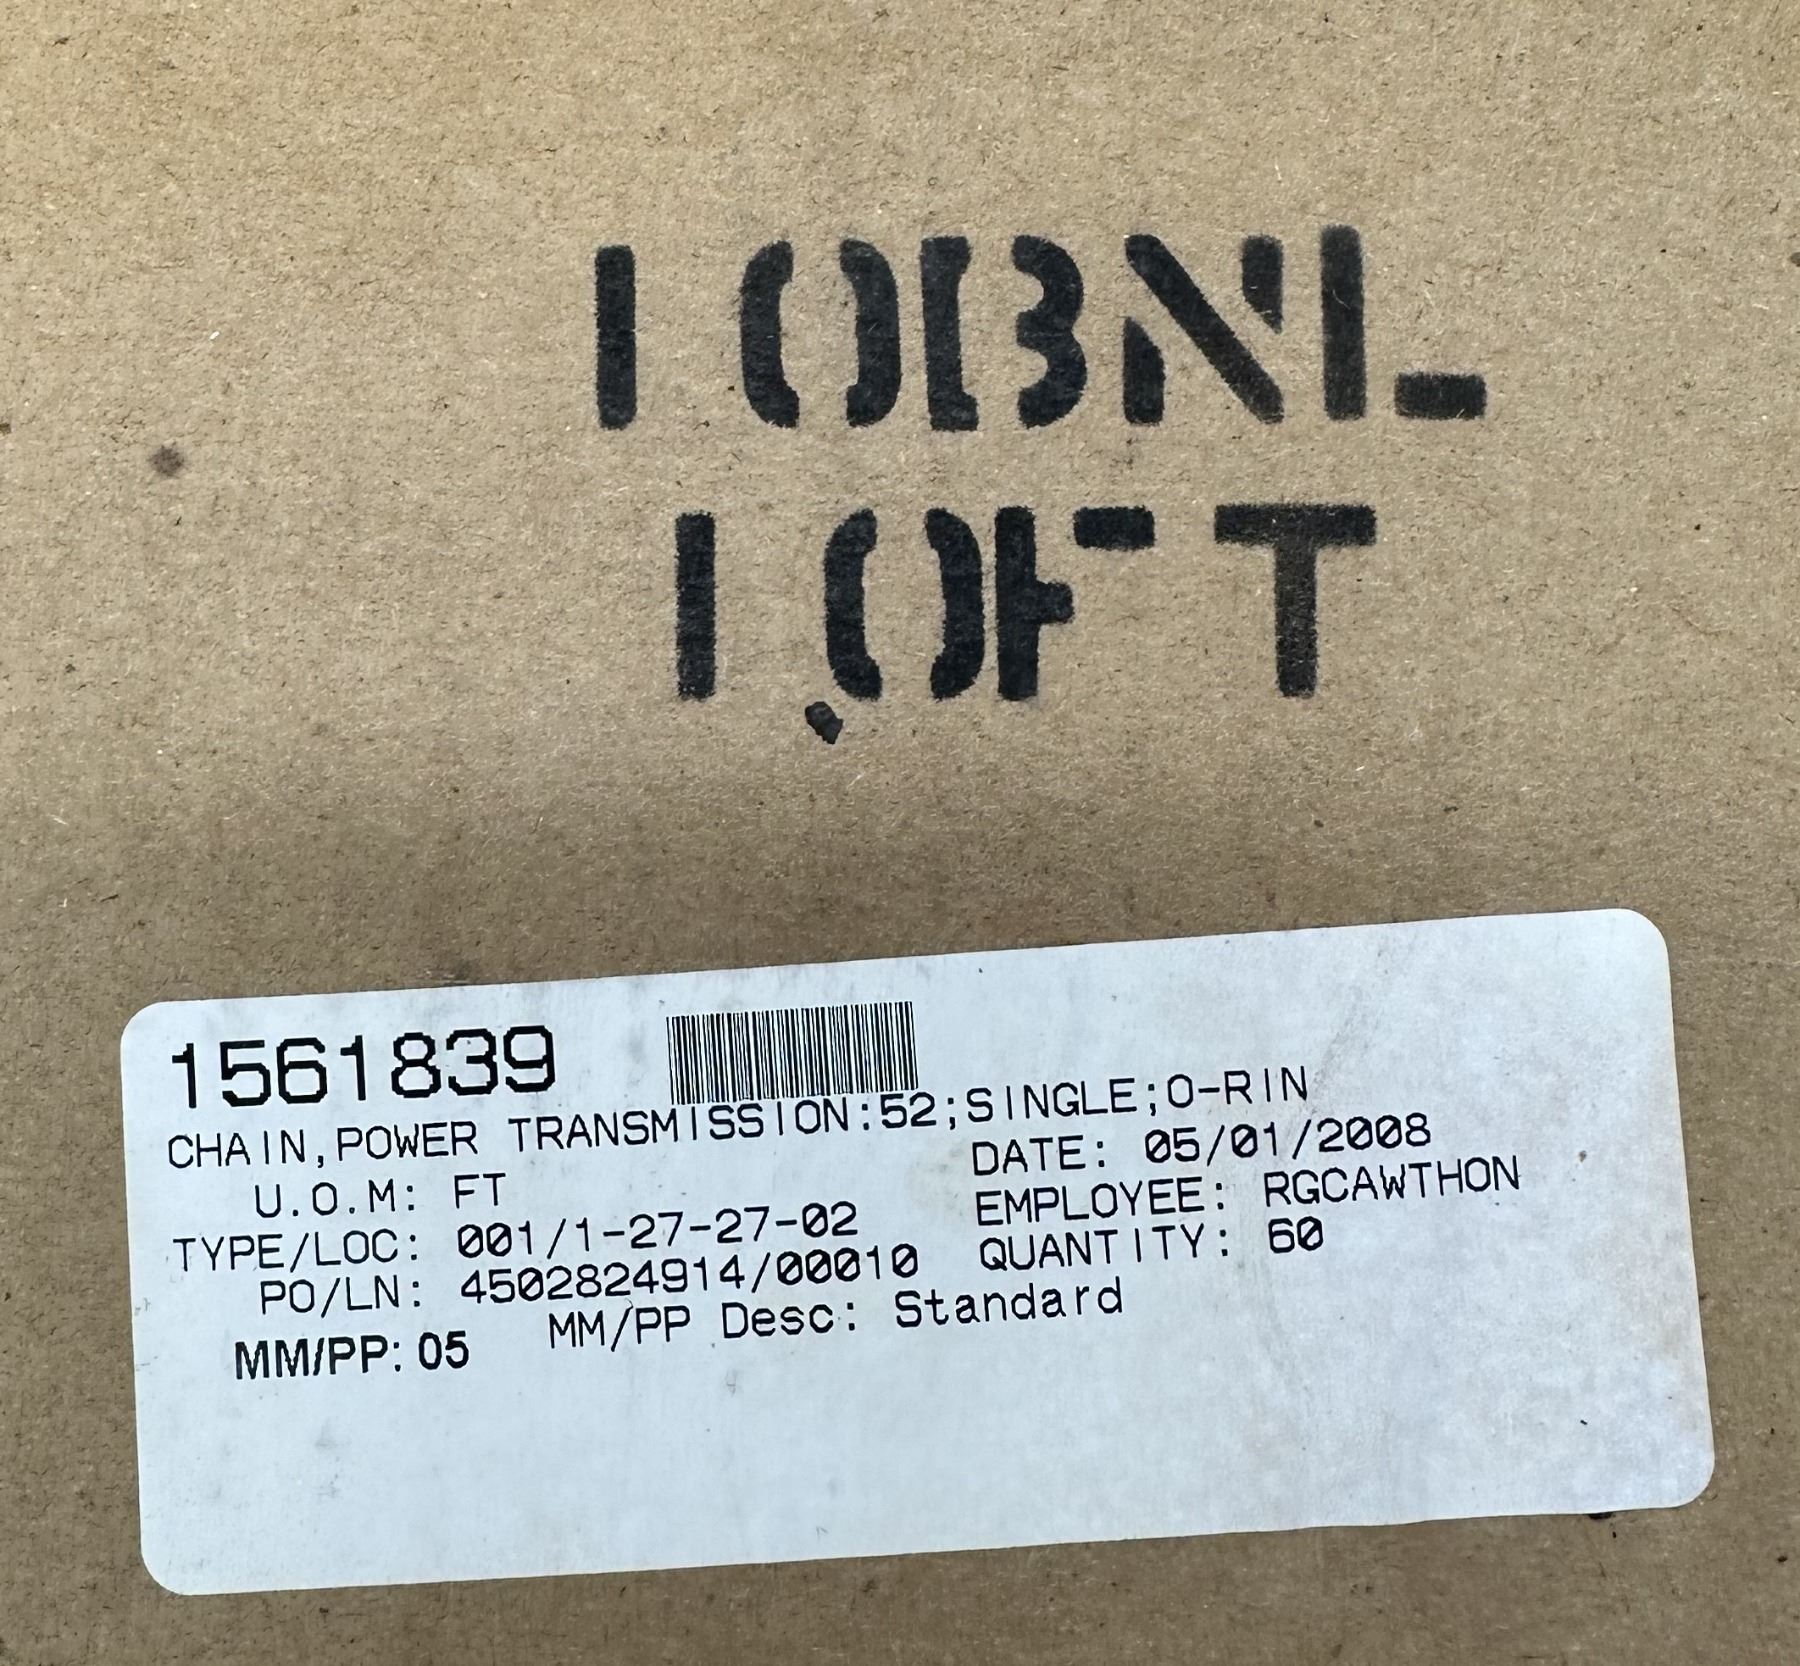 10BNL
10FT
1561839
CHAIN,POWER TRANSMISSION:52;SINGLE;O-RIN
U.O.M: FT DATE: 05/01/2008
TYPE/LOC: 001/1-27-27-02 EMPLOYEE: RGCAWTHON
PO/LN: 4502824914/00010 QUANTITY: 60
MM/PP: 05 MM/PP Desc: Standard